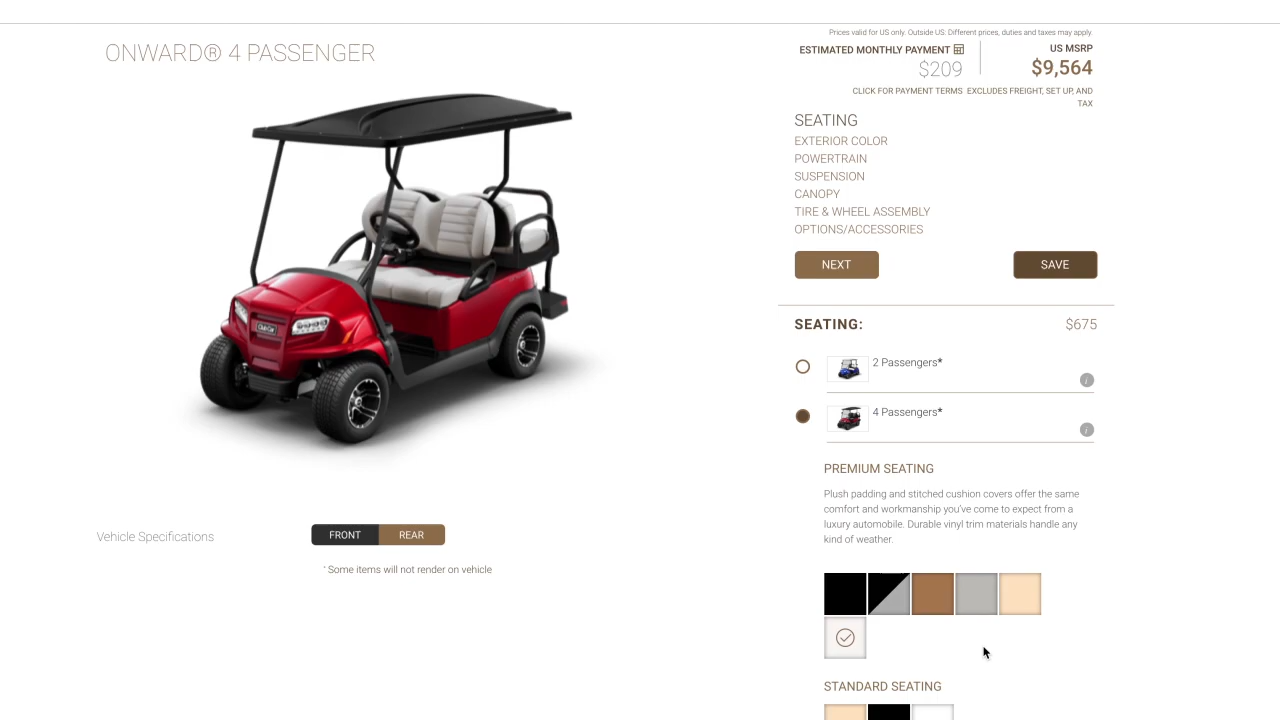 Prices valid for US only. Outside US: Different prices, duties and taxes may apply.
ONWARD® 4 PASSENGER
ESTIMATED MONTHLY PAYMENT
$209
US MSRP
$9,564
CLICK FOR PAYMENT TERMS EXCLUDES FREIGHT, SET UP, AND
TAX
SEATING
EXTERIOR COLOR
POWERTRAIN
SUSPENSION
CANOPY
TIRE & WHEEL ASSEMBLY
OPTIONS/ACCESSORIES
NEXT
SAVE
SEATING:
$675
2 Passengers*
i
4 Passengers*
i
PREMIUM SEATING
Plush padding and stitched cushion covers offer the same
comfort and workmanship you've come to expect from a
luxury automobile. Durable vinyl trim materials handle any
kind of weather.
Club Car
Vehicle Specifications
FRONT
REAR
* Some items will not render on vehicle
STANDARD SEATING